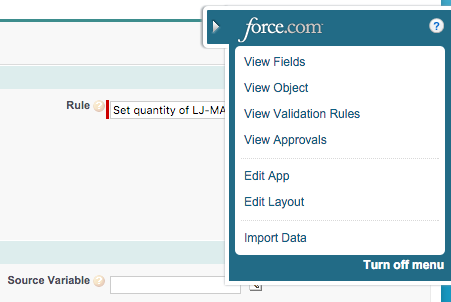 force.com
?
View Fields
View Object
Rule ? Set quantity of LJ-MA
View Validation Rules
View Approvals
Edit App
Edit Layout
Import Data
Turn off menu
Source Variable ?